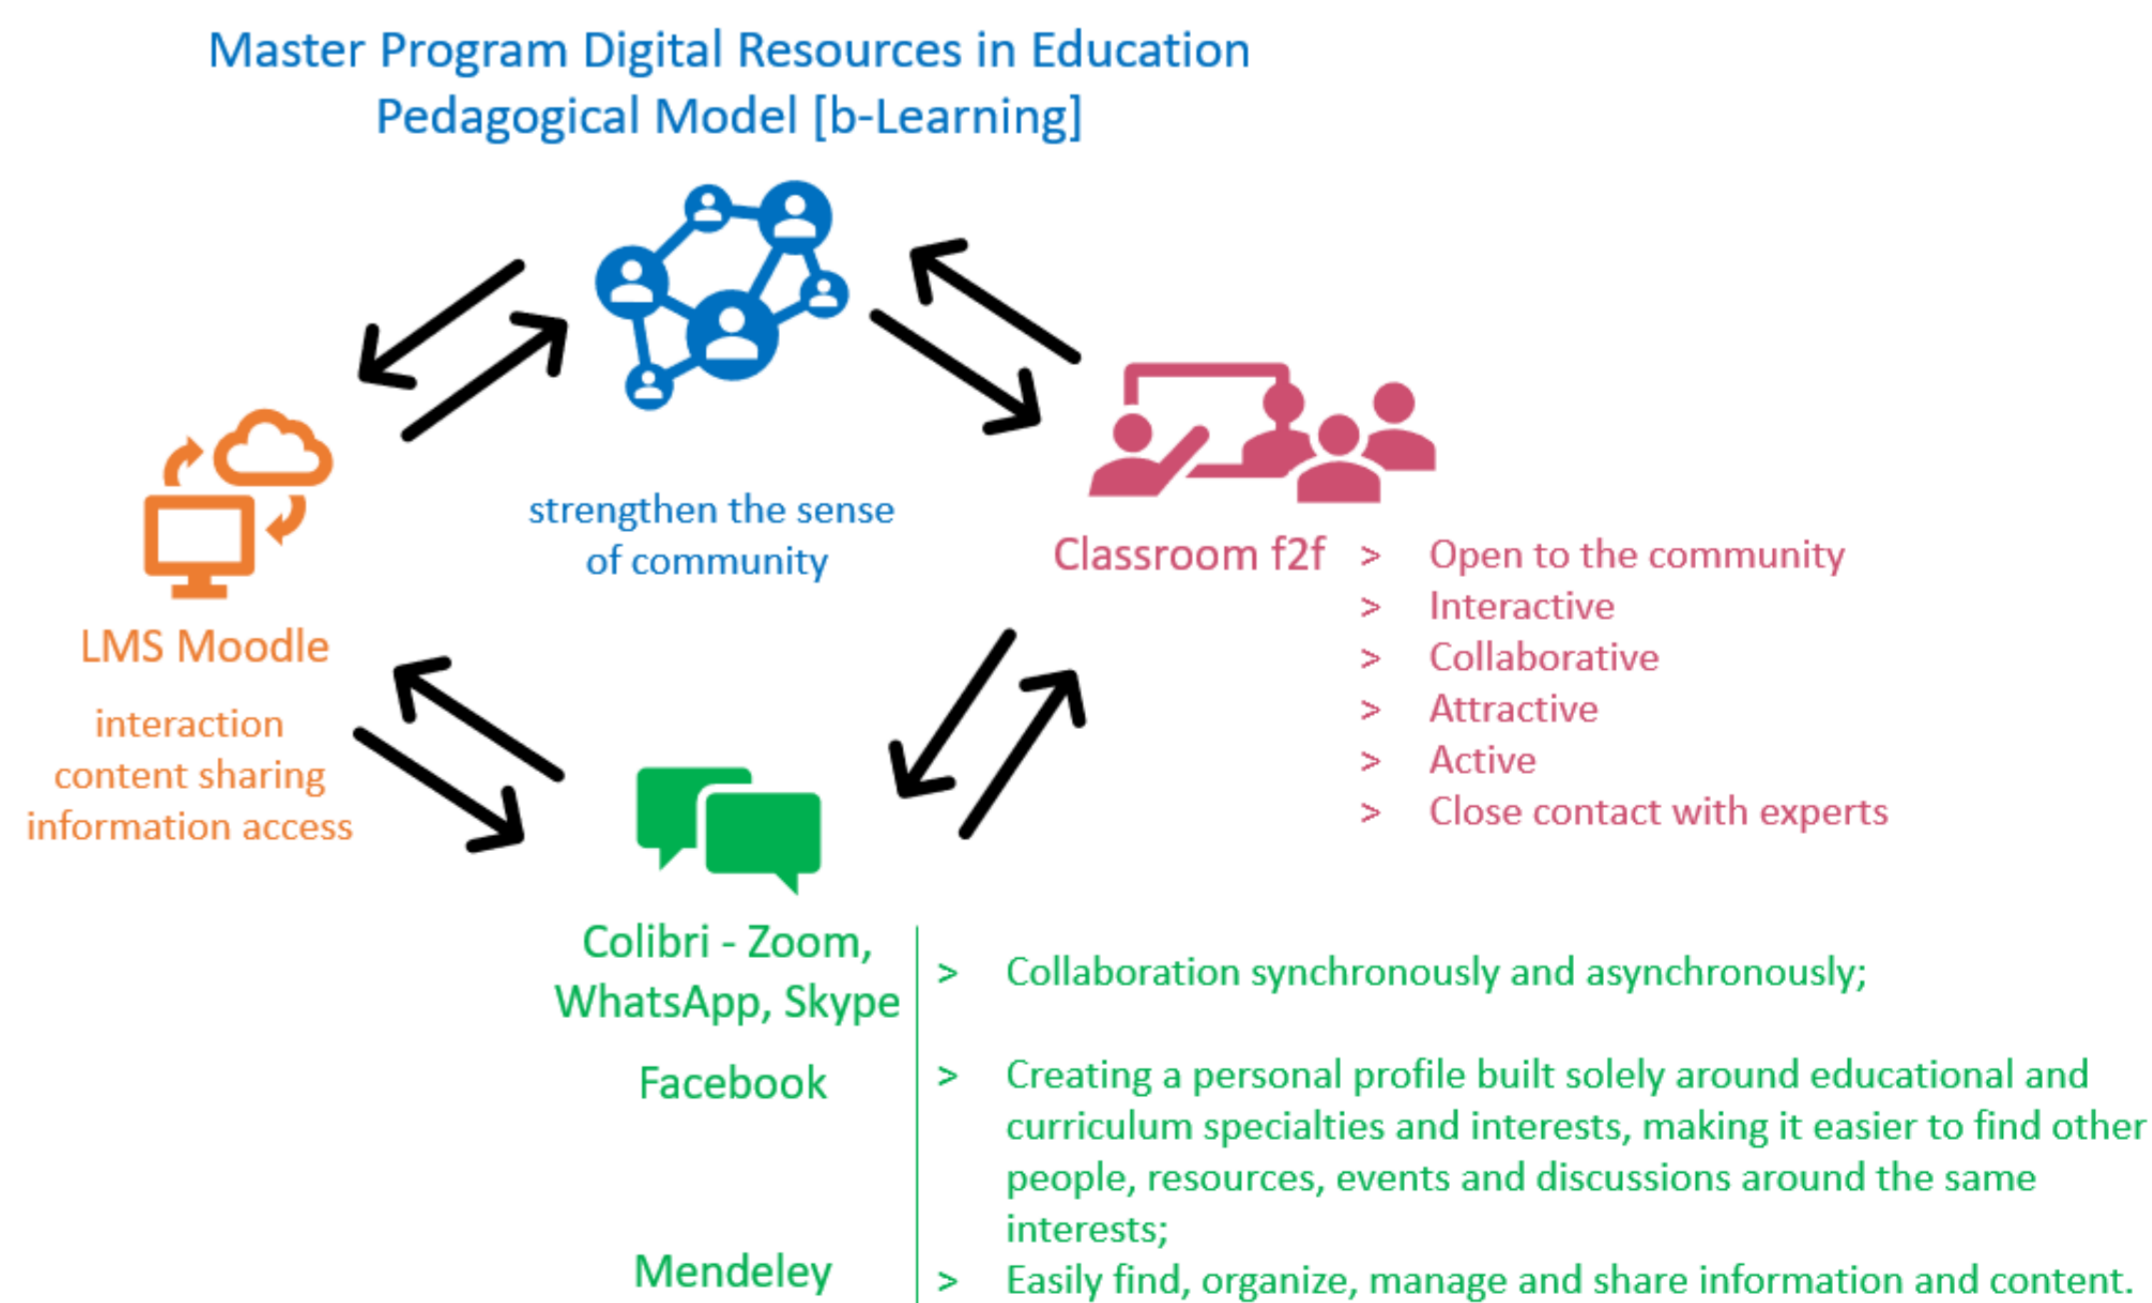 Master Program Digital Resources in Education
Pedagogical Model [b-Learning]
strengthen the sense
of community
LMS Moodle
interaction
content sharing
information access
Classroom f2f
> Open to the community
> Interactive
> Collaborative
> Attractive
> Active
> Close contact with experts
Colibri - Zoom,
WhatsApp, Skype
> Collaboration synchronously and asynchronously;
Facebook
> Creating a personal profile built solely around educational and
curriculum specialties and interests, making it easier to find other
people, resources, events and discussions around the same
interests;
Mendeley
> Easily find, organize, manage and share information and content.